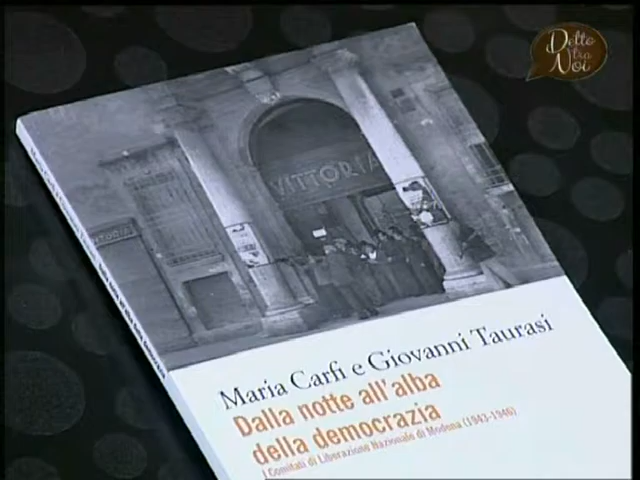 Detto
tra
Noi
VITTORIA
Maria Carfì e Giovanni Taurasi
Dalla notte all'alba
della democrazia
I Comitati di Liberazione Nazionale di Modena (1943-1946)